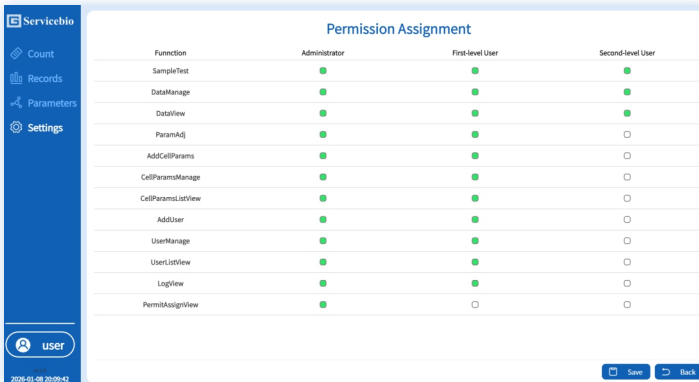 G Servicebio
Count
Records
Parameters
Settings
user
2026-01-08 20:09:42
Permission Assignment
Funnction Administrator First-level User Second-level User
SampleTest
DataManage
DataView
ParamAdj
AddCellParams
CellParamsManage
CellParamsListView
AddUser
UserManage
UserListView
LogView
PermitAssignView
Save Back